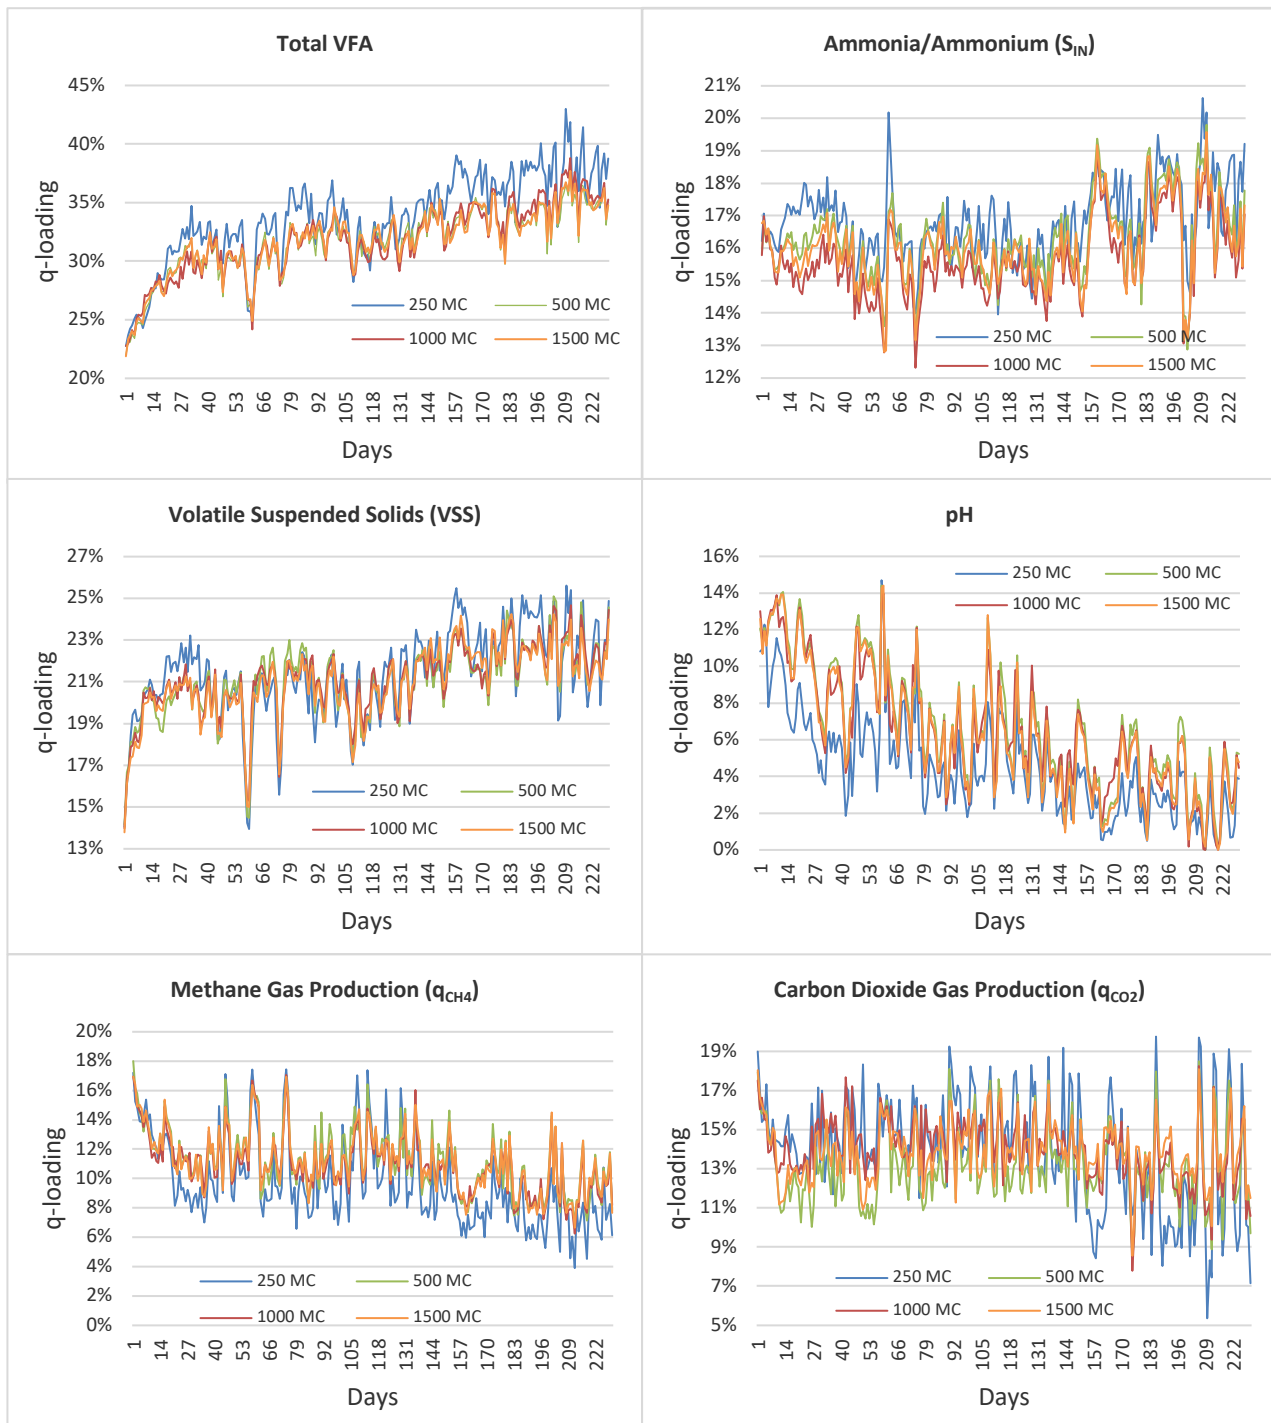 Total VFA
45%
40%
35%
30%
25%
20%
q-loading
250 MC
500 MC
1000 MC
1500 MC
1 14 27 40 53 66 79 92 105 118 131 144 157 170 183 196 209 222
Days
Ammonia/Ammonium (S_IN)
21%
20%
19%
18%
17%
16%
15%
14%
13%
12%
q-loading
250 MC
500 MC
1000 MC
1500 MC
1 14 27 40 53 66 79 92 105 118 131 144 157 170 183 196 209 222
Days
Volatile Suspended Solids (VSS)
27%
25%
23%
21%
19%
17%
15%
13%
q-loading
250 MC
500 MC
1000 MC
1500 MC
1 14 27 40 53 66 79 92 105 118 131 144 157 170 183 196 209 222
Days
pH
16%
14%
12%
10%
8%
6%
4%
2%
0%
q-loading
250 MC
500 MC
1000 MC
1500 MC
1 14 27 40 53 66 79 92 105 118 131 144 157 170 183 196 209 222
Days
Methane Gas Production (q_CH4)
20%
18%
16%
14%
12%
10%
8%
6%
4%
2%
0%
q-loading
250 MC
500 MC
1000 MC
1500 MC
1 14 27 40 53 66 79 92 105 118 131 144 157 170 183 196 209 222
Days
Carbon Dioxide Gas Production (q_CO2)
19%
17%
15%
13%
11%
9%
7%
5%
q-loading
250 MC
500 MC
1000 MC
1500 MC
1 14 27 40 53 66 79 92 105 118 131 144 157 170 183 196 209 222
Days